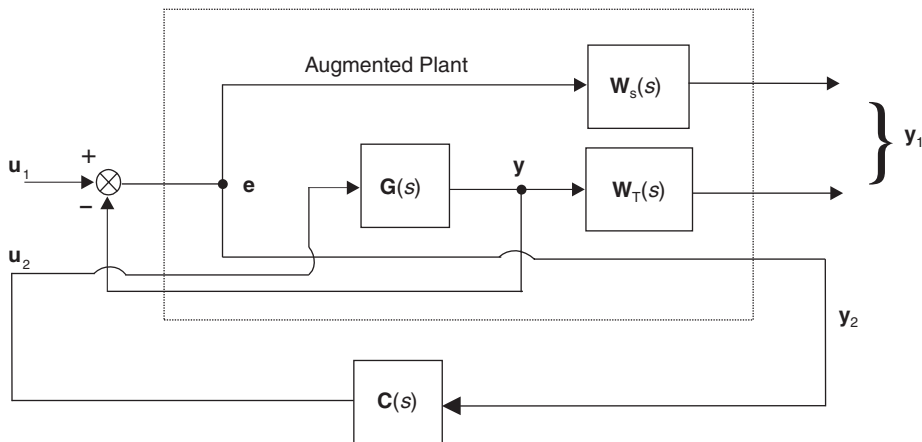 Augmented Plant
W_s(s)
y_1
u_1
+
−
e
G(s)
y
W_T(s)
u_2
y_2
C(s)